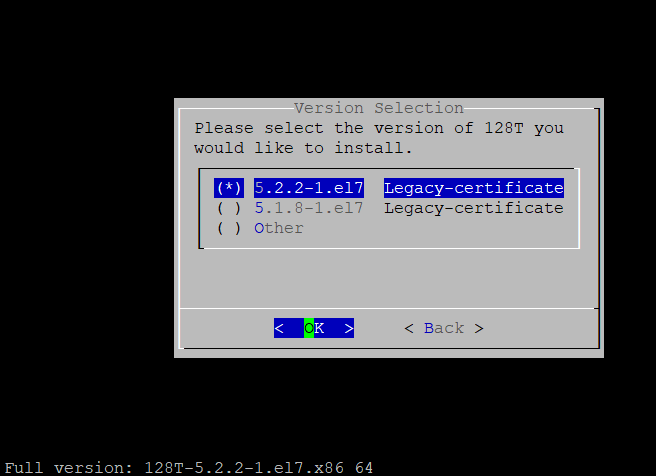 Version Selection
Please select the version of 128T you
would like to install.
(*) 5.2.2-1.el7 Legacy-certificate
( ) 5.1.8-1.el7 Legacy-certificate
( ) Other
< OK > < Back >
Full version: 128T-5.2.2-1.el7.x86 64